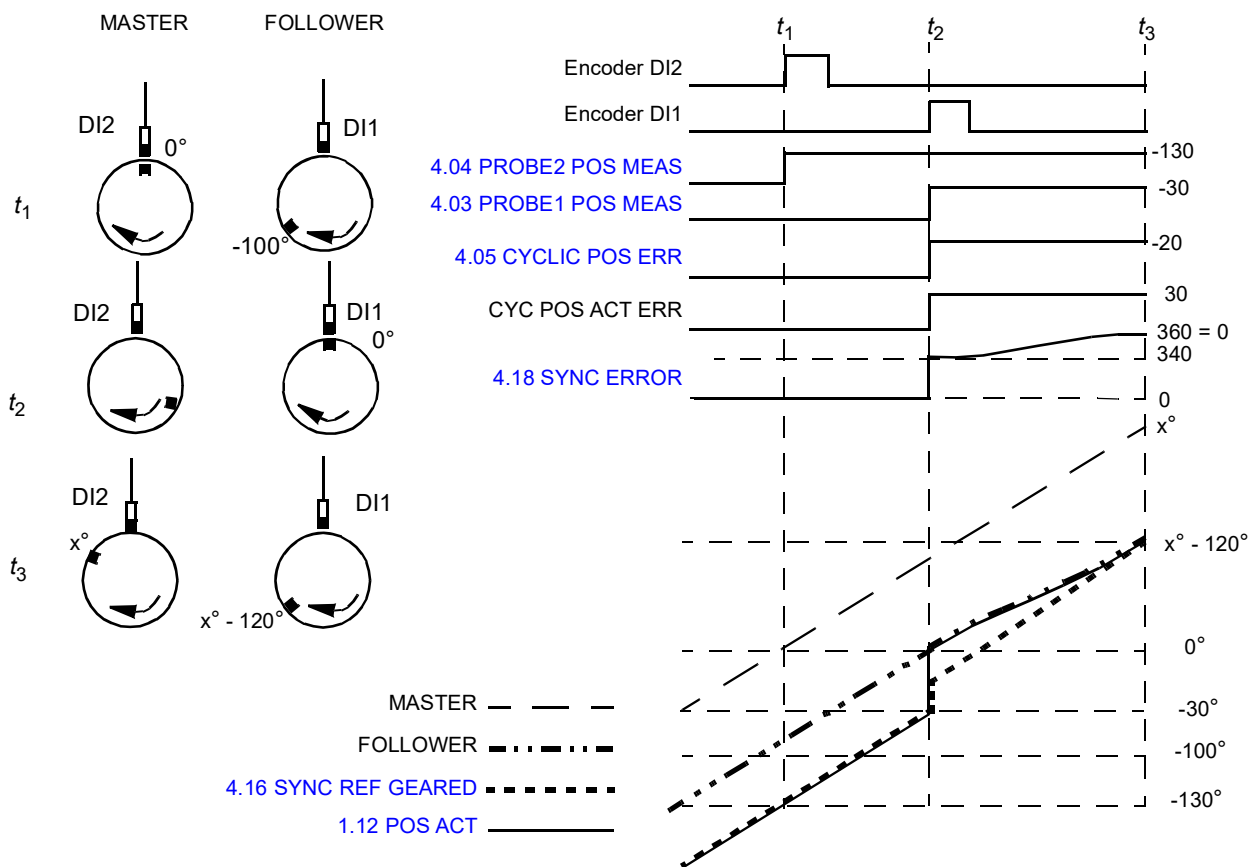 MASTER FOLLOWER
t1 t2 t3
Encoder DI2
Encoder DI1
DI2 0° DI1
t1
-100°
4.04 PROBE2 POS MEAS -130
4.03 PROBE1 POS MEAS -30
4.05 CYCLIC POS ERR -20
CYC POS ACT ERR 30
360 = 0
340
4.18 SYNC ERROR
0
DI2 DI1
0°
t2
x°
DI2 DI1
x°
t3
x° - 120°
x° - 120°
0°
MASTER -30°
FOLLOWER
-100°
4.16 SYNC REF GEARED
-130°
1.12 POS ACT